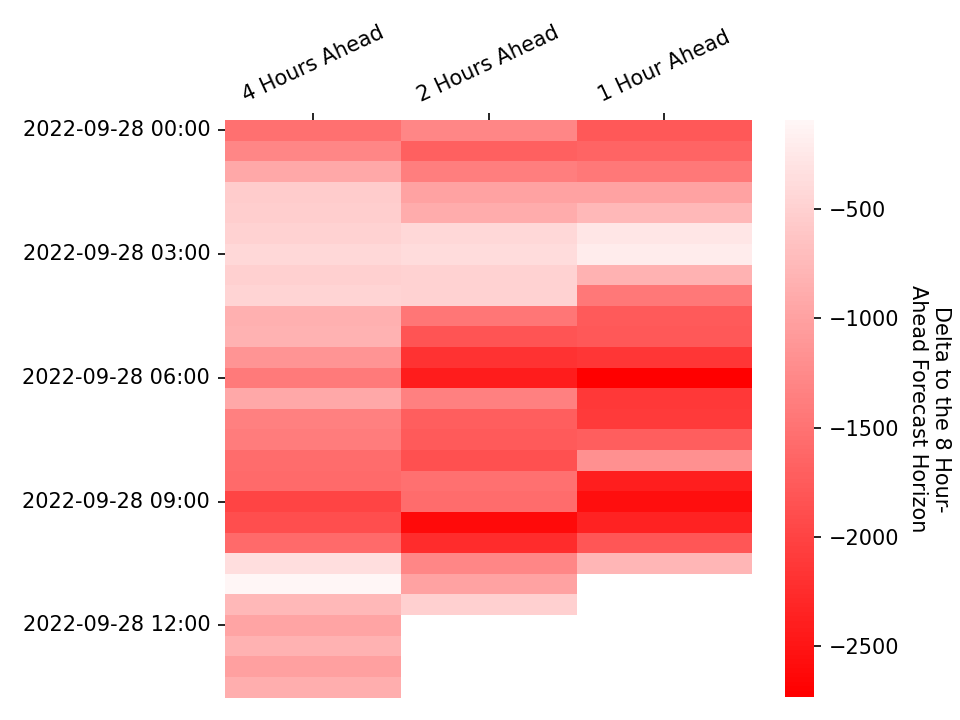 4 Hours Ahead
2 Hours Ahead
1 Hour Ahead
2022-09-28 00:00
2022-09-28 03:00
2022-09-28 06:00
2022-09-28 09:00
2022-09-28 12:00
−500
−1000
−1500
−2000
−2500
Delta to the 8 Hour-
Ahead Forecast Horizon